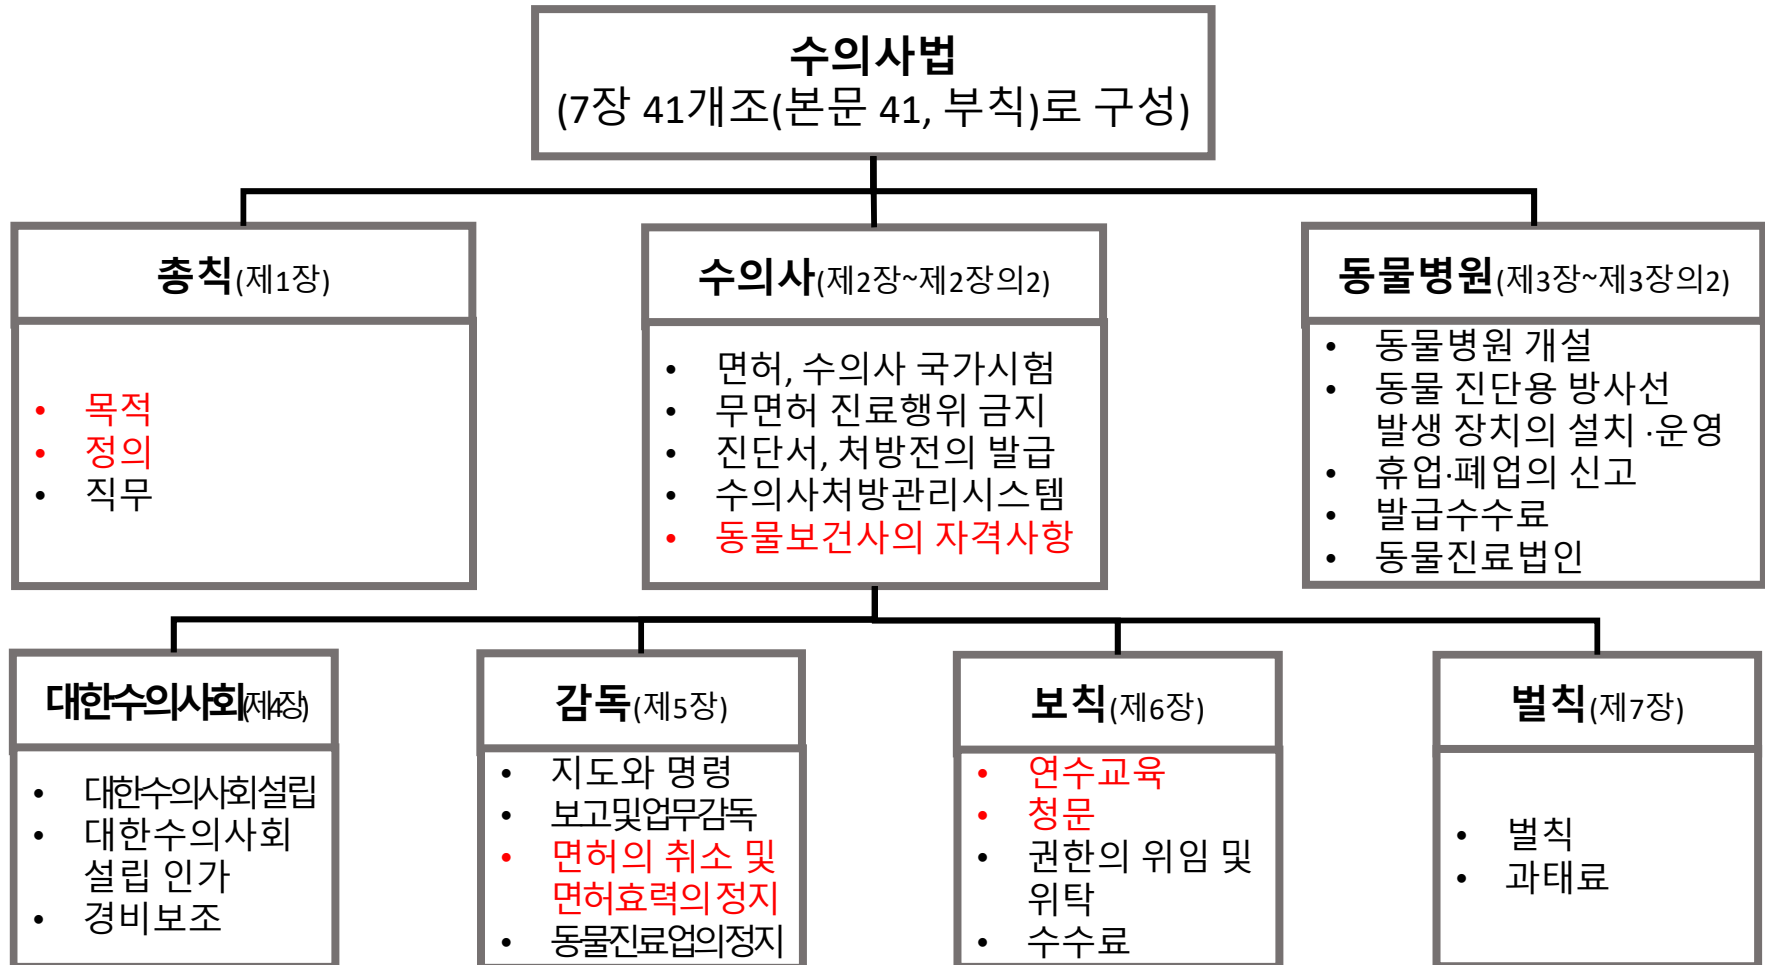 수의사법
(7장 41개조(본문 41, 부칙)로 구성)
총칙(제1장)
• 목적
• 정의
• 직무
수의사(제2장~제2장의2)
• 면허, 수의사 국가시험
• 무면허 진료행위 금지
• 진단서, 처방전의 발급
• 수의사처방관리시스템
• 동물보건사의 자격사항
동물병원(제3장~제3장의2)
• 동물병원 개설
• 동물 진단용 방사선
발생 장치의 설치·운영
• 휴업·폐업의 신고
• 발급수수료
• 동물진료법인
대한수의사회(제4장)
• 대한수의사회설립
• 대한수의사회
설립 인가
• 경비보조
감독(제5장)
• 지도와 명령
• 보고및업무감독
• 면허의 취소 및
면허효력의 정지
• 동물진료업의정지
보칙(제6장)
• 연수교육
• 청문
• 권한의 위임 및
위탁
• 수수료
벌칙(제7장)
• 벌칙
• 과태료